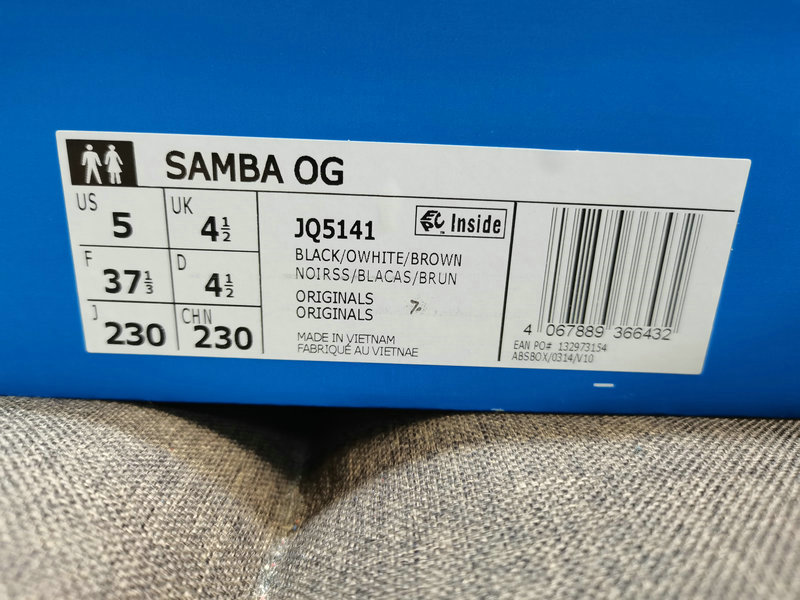 SAMBA OG
US 5 UK 4½
F 37⅓ D 4½
J 230 CHN 230
JQ5141
EPC™ Inside
BLACK/OWHITE/BROWN
NOIRSS/BLACAS/BRUN
ORIGINALS
ORIGINALS
MADE IN VIETNAM
FABRIQUÉ AU VIETNAE
4 067889 366432
EAN PO# 132973154
ABSBOX/0314/V10